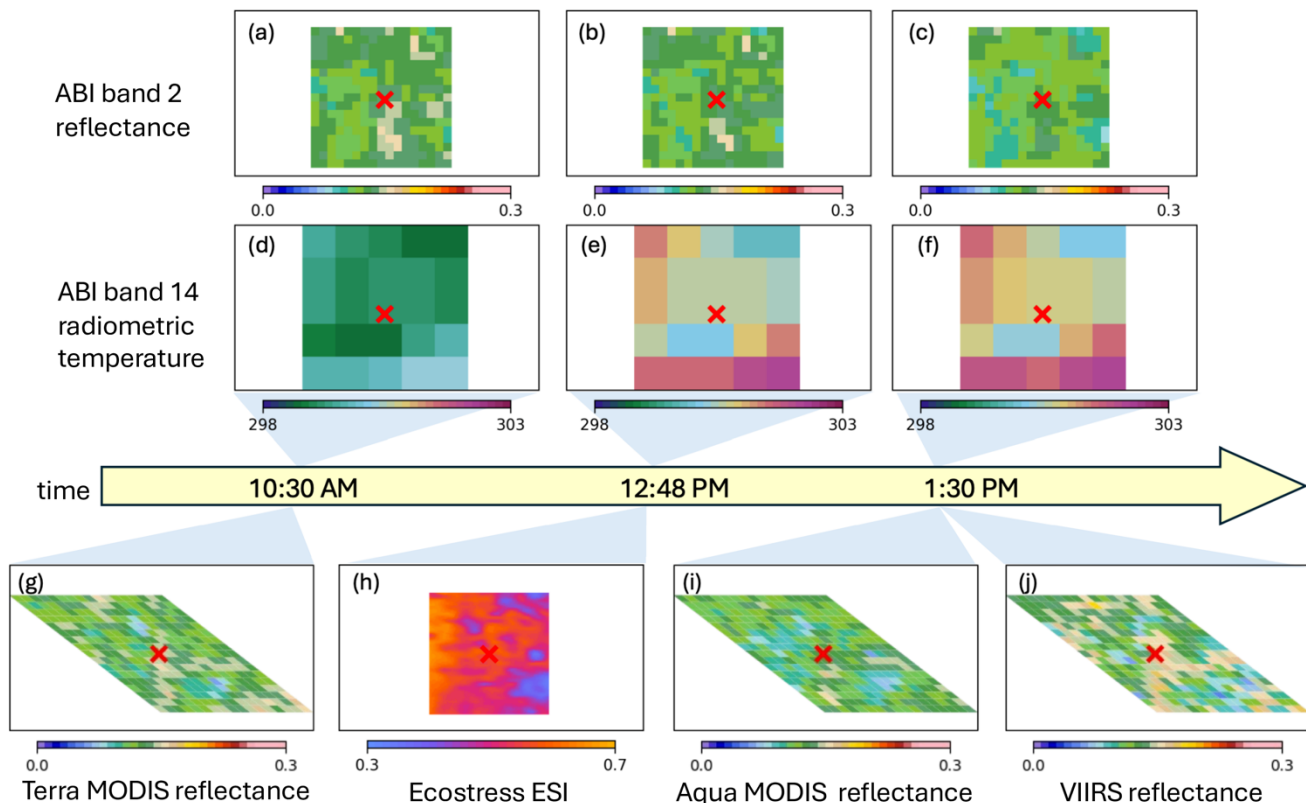 (a)
(b)
(c)
ABI band 2
reflectance
0.0
0.3
0.0
0.3
0.0
0.3
(d)
(e)
(f)
ABI band 14
radiometric
temperature
298
303
298
303
298
303
time
10:30 AM
12:48 PM
1:30 PM
(g)
(h)
(i)
(j)
0.0
0.3
0.3
0.7
0.0
0.3
0.0
0.3
Terra MODIS reflectance
Ecostress ESI
Aqua MODIS reflectance
VIIRS reflectance